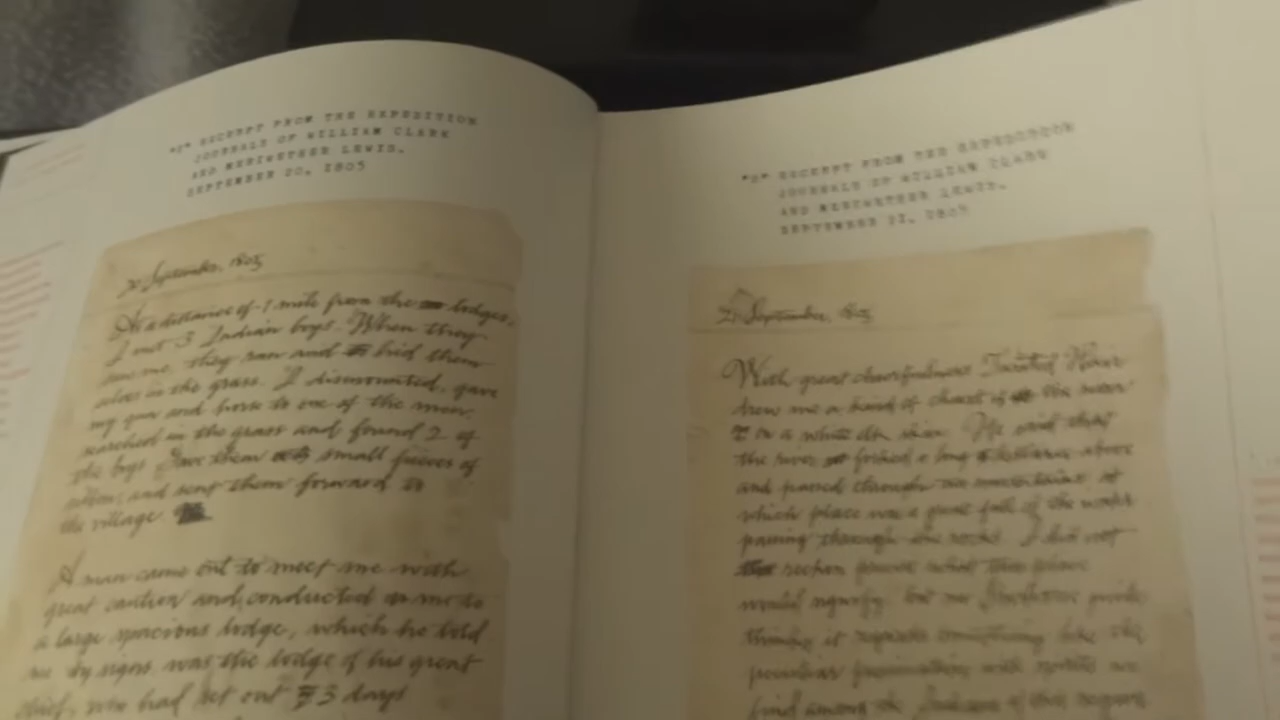 *2* EXCERPT FROM THE EXPEDITION
JOURNALS OF WILLIAM CLARK
AND MERIWETHER LEWIS.
SEPTEMBER 20, 1805
20 September, 1805
At a distance of 1 mile from the lodges,
I met 3 Indian boys. When they
saw me, they ran and hid them
selves in the grass. I dismounted, gave
my gun and horse to one of the men,
searched in the grass and found 2 of
the boys. Gave them small pieces of
ribbon, and sent them forward to
the village.
A man came out to meet me with
great caution and conducted me to
a large spacious lodge, which he told
me by signs was the lodge of his great
chief, who had set out 3 days
EXCERPT FROM THE EXPEDITION
JOURNALS OF WILLIAM CLARK
AND MERIWETHER LEWIS.
SEPTEMBER
September, 1805
With great cheerfulness Twisted Hair
drew me a kind of chart of the river
on a white elk skin. He said that
the river forked a long distance above
and passed through the mountains at
which place was a great fall of the water
passing through the rocks. I did not
reckon
would signify, but
things it
peculiar with
find among the of this region